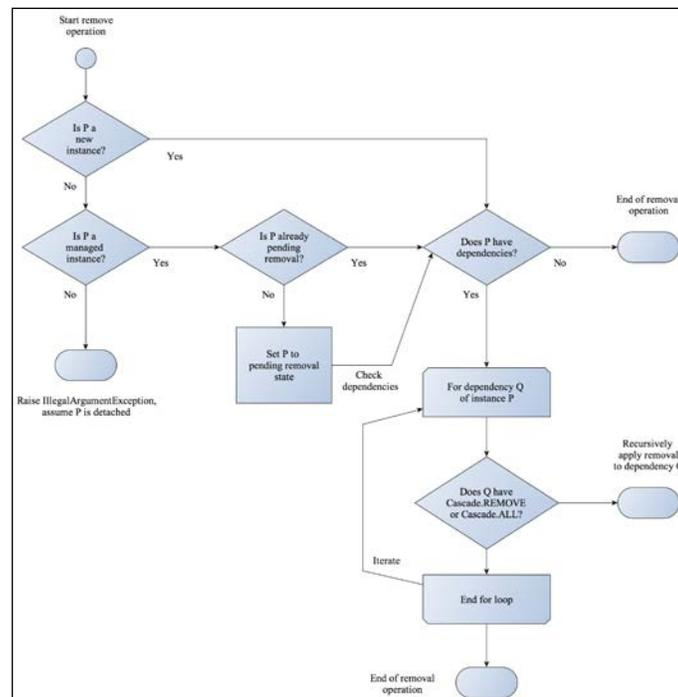 Start remove
operation
Is P a
new
instance?
Yes
No
Is P a
managed
instance?
Yes
Is P already
pending
removal?
Yes
Does P have
dependencies?
No
End of removal
operation
No
No
Yes
Set P to
pending removal
state
Check
dependencies
Raise IllegalArgumentException,
assume P is detached
For dependency Q
of instance P
Recursively
apply removal
to dependency
Does Q have
Cascade.REMOVE
or Cascade.ALL?
Iterate
End for loop
End of removal
operation